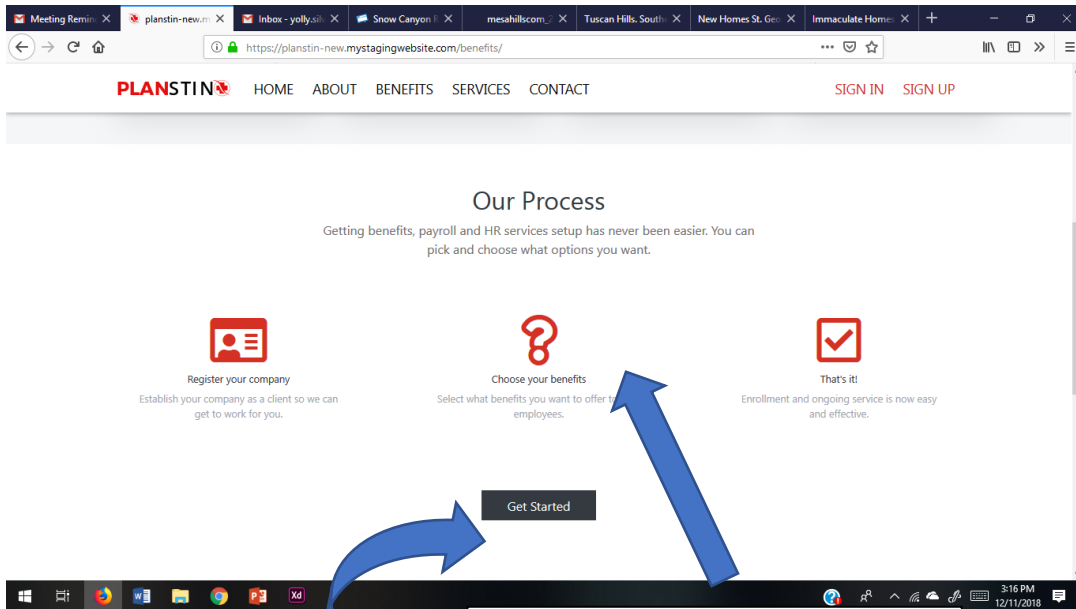 Meeting Remin
planstin-new.m
Inbox - yolly.sil
Snow Canyon R
mesahillscom_2
Tuscan Hills. South
New Homes St. Geo
Immaculate Homes
https://planstin-new.mystagingwebsite.com/benefits/
PLANSTIN HOME ABOUT BENEFITS SERVICES CONTACT SIGN IN SIGN UP
Our Process
Getting benefits, payroll and HR services setup has never been easier. You can
pick and choose what options you want.
Register your company
Establish your company as a client so we can
get to work for you.
Choose your benefits
Select what benefits you want to offer to
employees.
That's it!
Enrollment and ongoing service is now easy
and effective.
Get Started
Xd
3:16 PM
12/11/2018